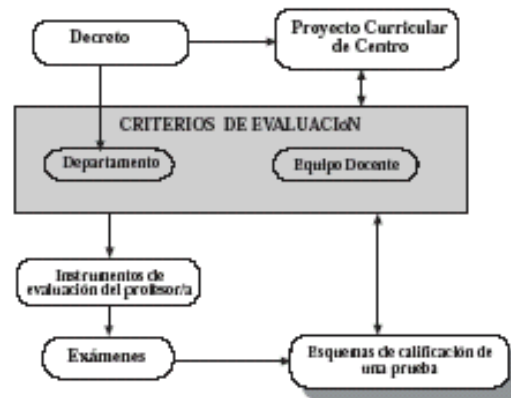 Decreto
Proyecto Curricular
de Centro
CRITERIOS DE EVALUACIoN
Departamento
Equipo Docente
Instrumentos de
evaluación del profesor/a
Exámenes
Esquemas de calificación de
una prueba